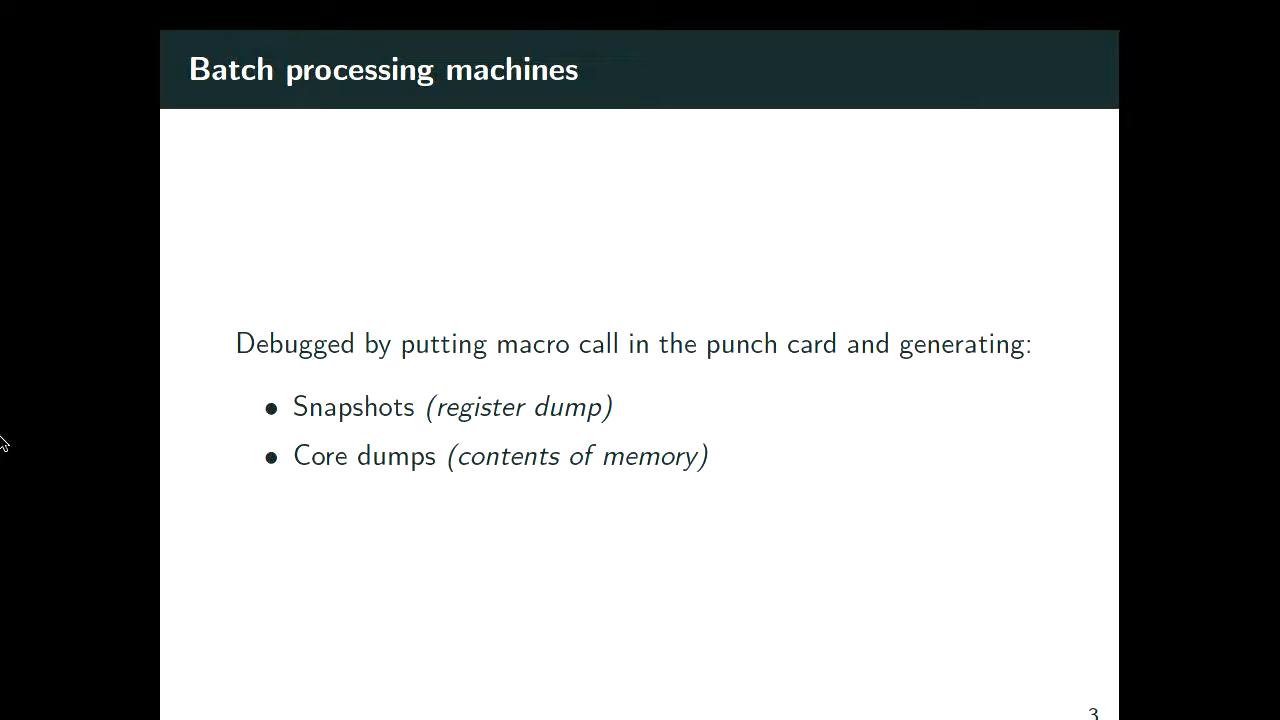 Batch processing machines
Debugged by putting macro call in the punch card and generating:
• Snapshots (register dump)
• Core dumps (contents of memory)
3